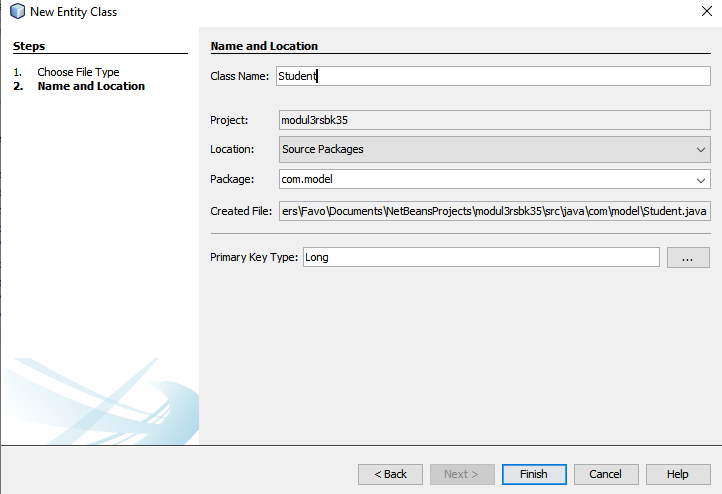 New Entity Class
Steps
1. Choose File Type
2. Name and Location
Name and Location
Class Name: Student
Project: modul3rsbk35
Location: Source Packages
Package: com.model
Created File: ers\Favo\Documents\NetBeansProjects\modul3rsbk35\src\java\com\model\Student.java
Primary Key Type: Long ...
< Back Next > Finish Cancel Help